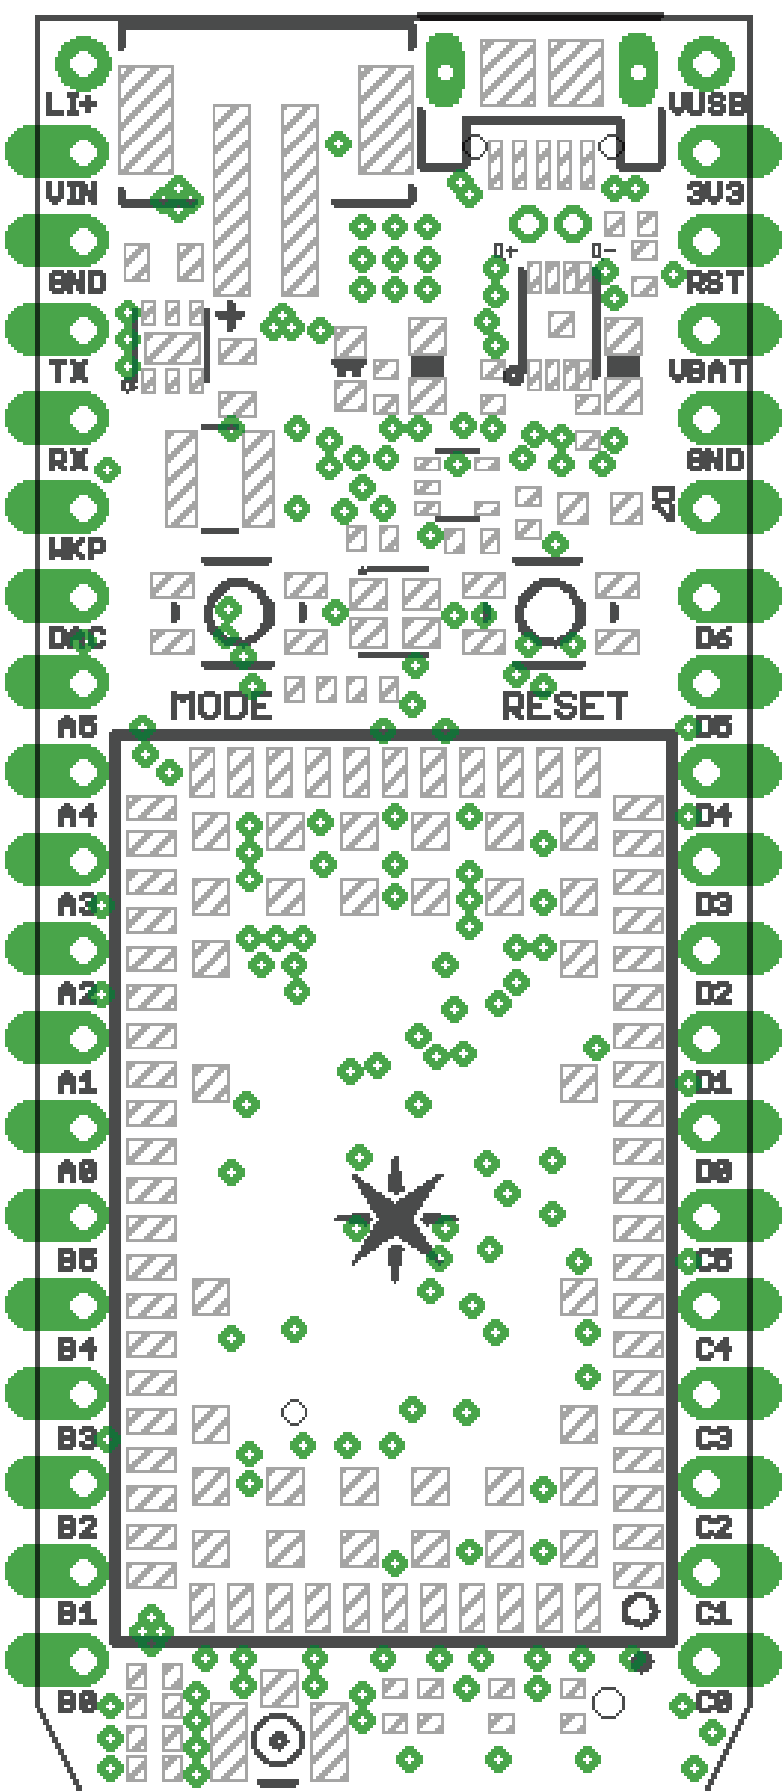 LI+ VUSB
VIN 3V3
D+ D-
GND RST
+
TX VBAT
RX GND
WKP
DAC D6
MODE RESET
A5 D5
A4 D4
A3 D3
A2 D2
A1 D1
A0 D0
B5 C5
B4 C4
B3 C3
B2 C2
B1 C1
B0 C0